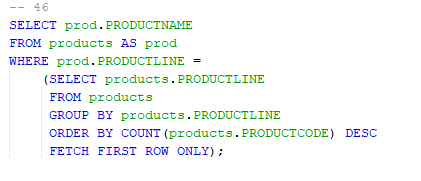 -- 46
SELECT prod.PRODUCTNAME
FROM products AS prod
WHERE prod.PRODUCTLINE =
(SELECT products.PRODUCTLINE
FROM products
GROUP BY products.PRODUCTLINE
ORDER BY COUNT(products.PRODUCTCODE) DESC
FETCH FIRST ROW ONLY);